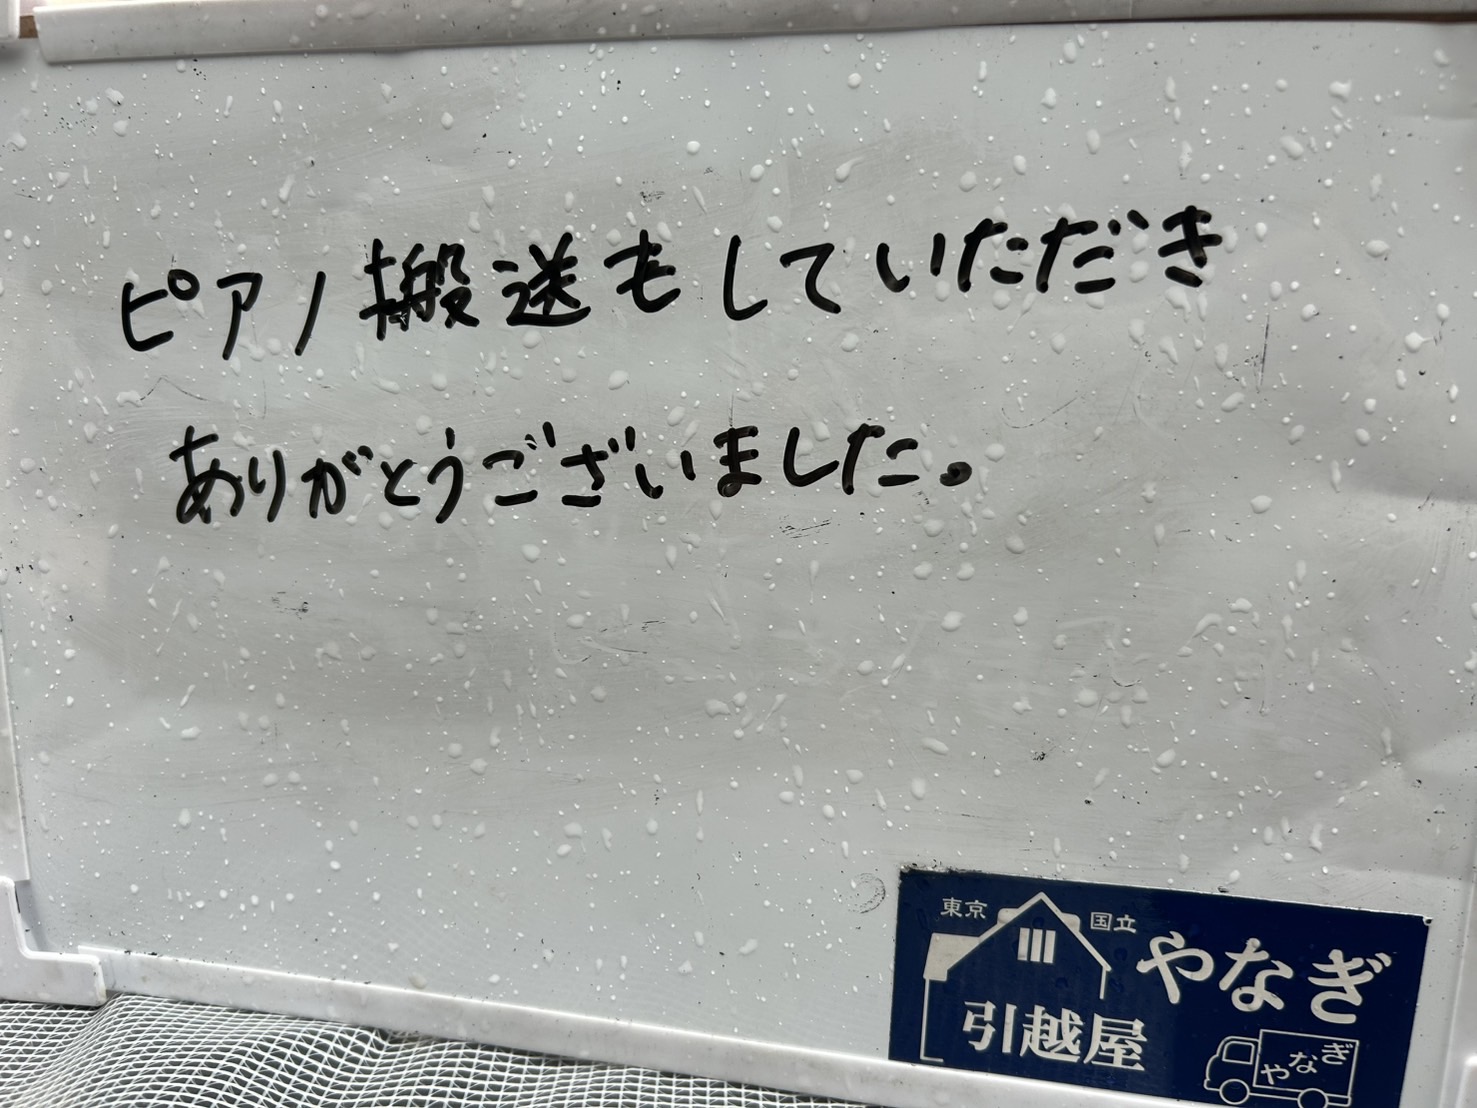 ピアノ搬送もしていただき
ありがとうございました。
東京 国立
やなぎ
引越屋
やなぎ